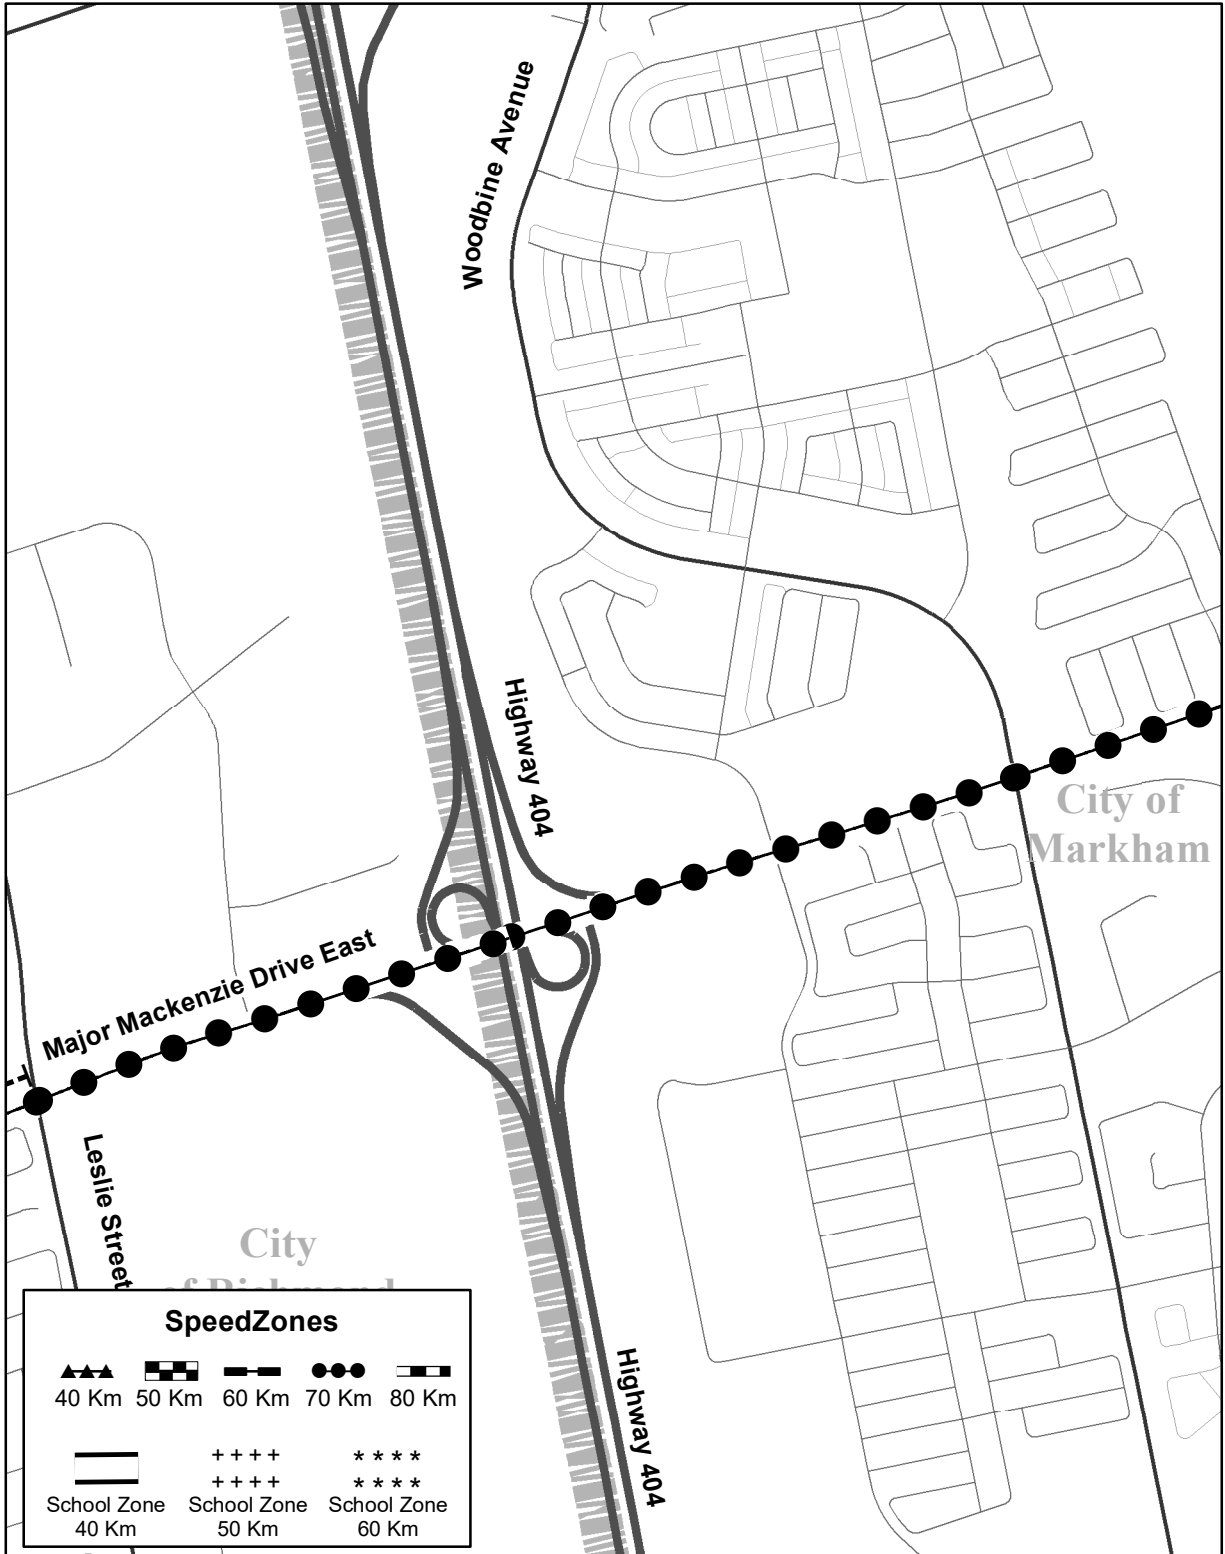 Woodbine Avenue
Highway 404
City of
Markham
Major Mackenzie Drive East
Leslie Street
City
of Richmond
Highway 404
SpeedZones
40 Km 50 Km 60 Km 70 Km 80 Km
School Zone School Zone School Zone
40 Km 50 Km 60 Km